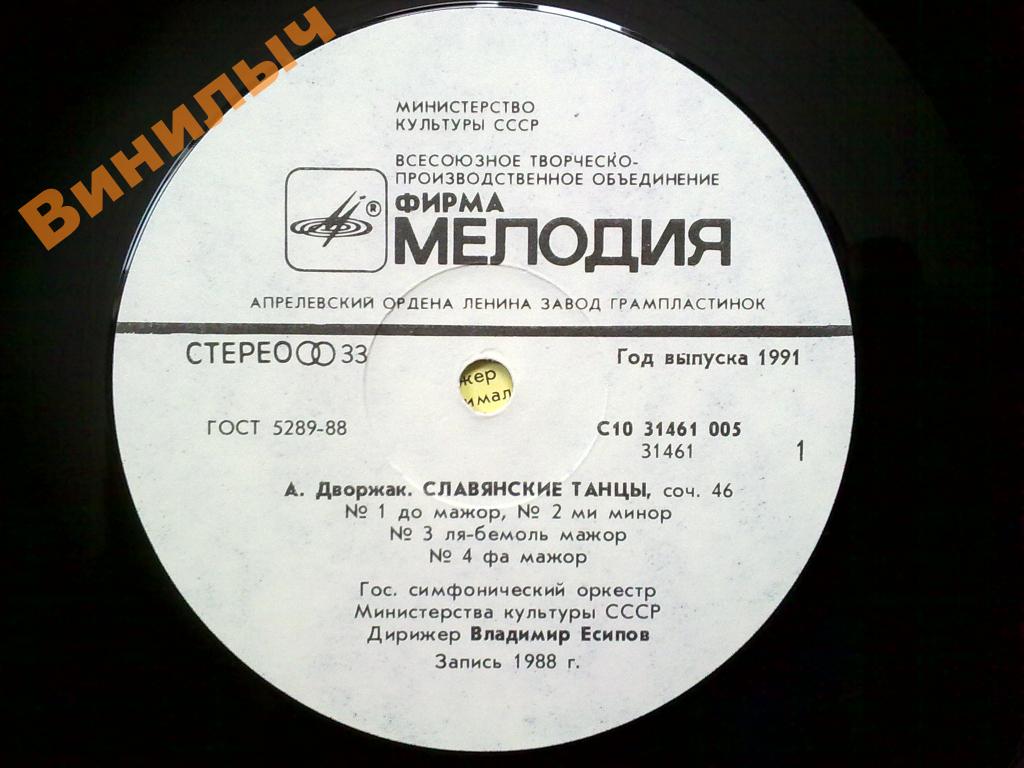 Винилыч
МИНИСТЕРСТВО
КУЛЬТУРЫ СССР
ВСЕСОЮЗНОЕ ТВОРЧЕСКО-
ПРОИЗВОДСТВЕННОЕ ОБЪЕДИНЕНИЕ
®
ФИРМА
МЕЛОДИЯ
АПРЕЛЕВСКИЙ ОРДЕНА ЛЕНИНА ЗАВОД ГРАМПЛАСТИНОК
СТЕРЕО 33
Год выпуска 1991
жер
имал
ГОСТ 5289-88
С10 31461 005
31461
1
А. Дворжак. СЛАВЯНСКИЕ ТАНЦЫ, соч. 46
№ 1 до мажор, № 2 ми минор
№ 3 ля-бемоль мажор
№ 4 фа мажор
Гос. симфонический оркестр
Министерства культуры СССР
Дирижер Владимир Есипов
Запись 1988 г.